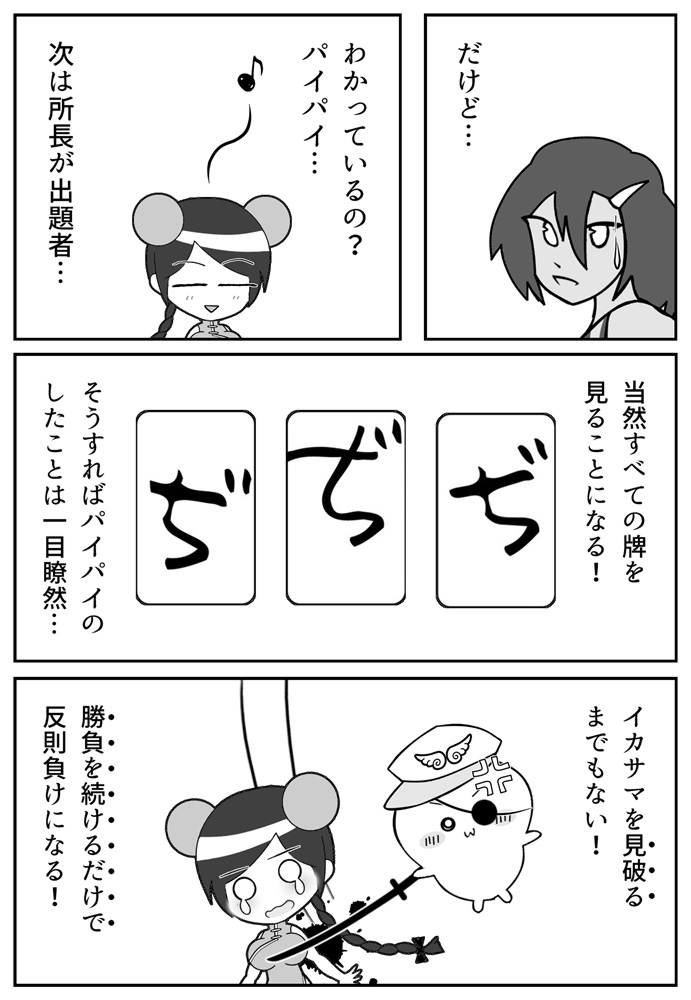 だけど…
わかっているの？
パイパイ…
次は所長が出題者…
当然すべての牌を
見ることになる！
ぢ
ぢ
ぢ
そうすればパイパイの
したことは一目瞭然…
イカサマを見破る
までもない！
勝負を続けるだけで
反則負けになる！